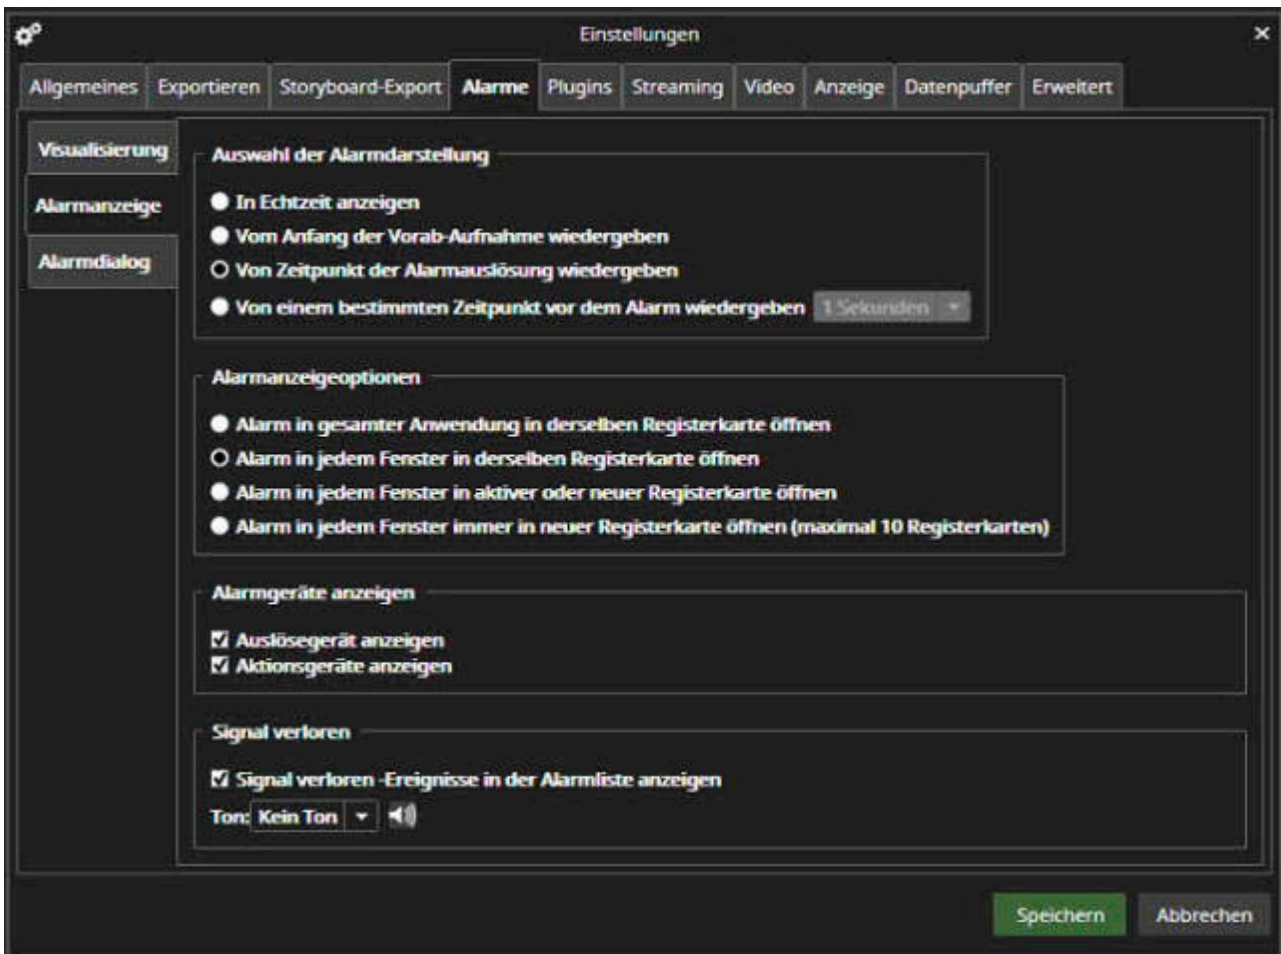 Einstellungen
Allgemeines Exportieren Storyboard-Export Alarme Plugins Streaming Video Anzeige Datenpuffer Erweitert
Visualisierung
Alarmanzeige
Alarmdialog
Auswahl der Alarmdarstellung
In Echtzeit anzeigen
Vom Anfang der Vorab-Aufnahme wiedergeben
Von Zeitpunkt der Alarmauslösung wiedergeben
Von einem bestimmten Zeitpunkt vor dem Alarm wiedergeben 1 Sekunden
Alarmanzeigeoptionen
Alarm in gesamter Anwendung in derselben Registerkarte öffnen
Alarm in jedem Fenster in derselben Registerkarte öffnen
Alarm in jedem Fenster in aktiver oder neuer Registerkarte öffnen
Alarm in jedem Fenster immer in neuer Registerkarte öffnen (maximal 10 Registerkarten)
Alarmgeräte anzeigen
Auslösegerät anzeigen
Aktionsgeräte anzeigen
Signal verloren
Signal verloren -Ereignisse in der Alarmliste anzeigen
Ton: Kein Ton
Speichern Abbrechen